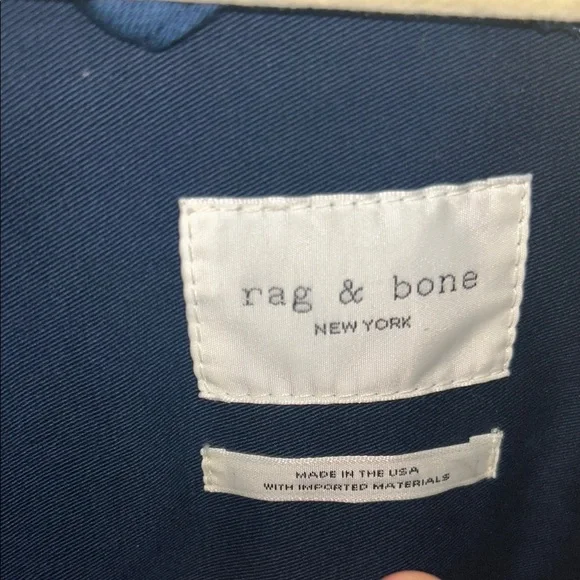 rag & bone
NEW YORK
MADE IN THE USA
WITH IMPORTED MATERIALS